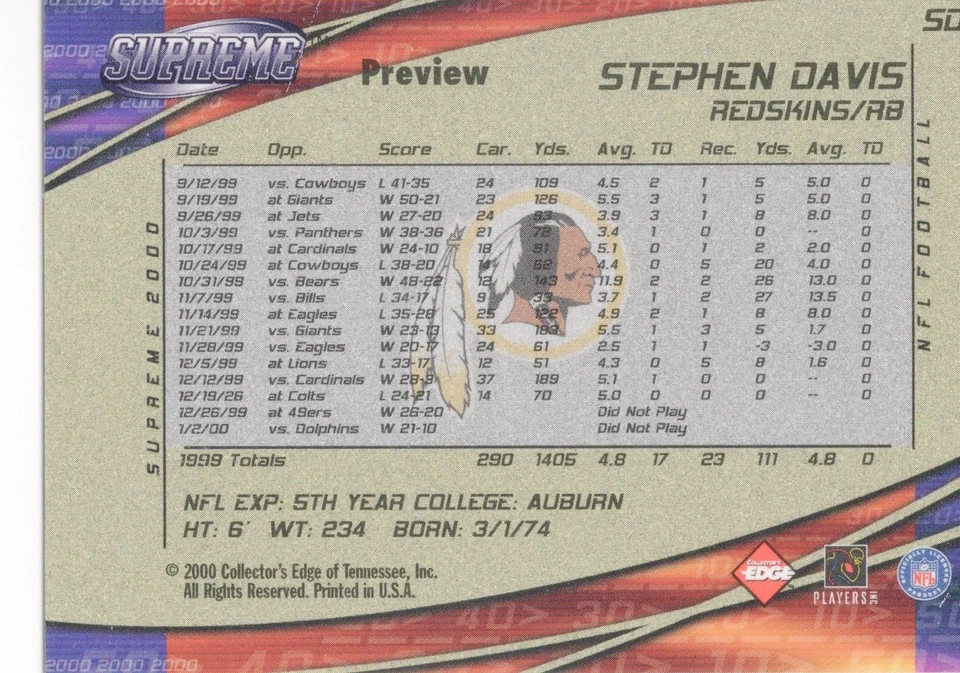 SUPREME
Preview
STEPHEN DAVIS
REDSKINS/RB
SD
Date Opp. Score Car. Yds. Avg. TD Rec. Yds. Avg. TD
9/12/99 vs. Cowboys L 41-35 24 109 4.5 2 1 5 5.0 0
9/19/99 at Giants W 50-21 23 126 5.5 3 1 5 5.0 0
9/26/99 at Jets W 27-20 24 93 3.9 3 1 8 8.0 0
10/3/99 vs. Panthers W 38-36 21 72 3.4 1 0 0 -- 0
10/17/99 at Cardinals W 24-10 18 91 5.1 0 1 2 2.0 0
10/24/99 at Cowboys L 38-20 14 62 4.4 0 5 20 4.0 0
10/31/99 vs. Bears W 48-22 12 143 11.9 2 2 26 13.0 0
11/7/99 vs. Bills L 34-17 9 33 3.7 1 2 27 13.5 0
11/14/99 at Eagles L 35-28 25 122 4.9 2 1 8 8.0 0
11/21/99 vs. Giants W 23-13 33 183 5.5 1 3 5 1.7 0
11/28/99 vs. Eagles W 20-17 24 61 2.5 1 1 -3 -3.0 0
12/5/99 at Lions L 33-17 12 51 4.3 0 5 8 1.6 0
12/12/99 vs. Cardinals W 28-3 37 189 5.1 1 0 0 -- 0
12/19/26 at Colts L 24-21 14 70 5.0 0 0 0 -- 0
12/26/99 at 49ers W 26-20 Did Not Play
1/2/00 vs. Dolphins W 21-10 Did Not Play
1999 Totals 290 1405 4.8 17 23 111 4.8 0
SUPREME 2000
NFL FOOTBALL
NFL EXP: 5TH YEAR COLLEGE: AUBURN
HT: 6' WT: 234 BORN: 3/1/74
© 2000 Collector's Edge of Tennessee, Inc.
All Rights Reserved. Printed in U.S.A.
COLLECTOR'S
EDGE
PLAYERS INC
OFFICIALLY LICENSED
NFL
PRODUCT
2000 2000 2000